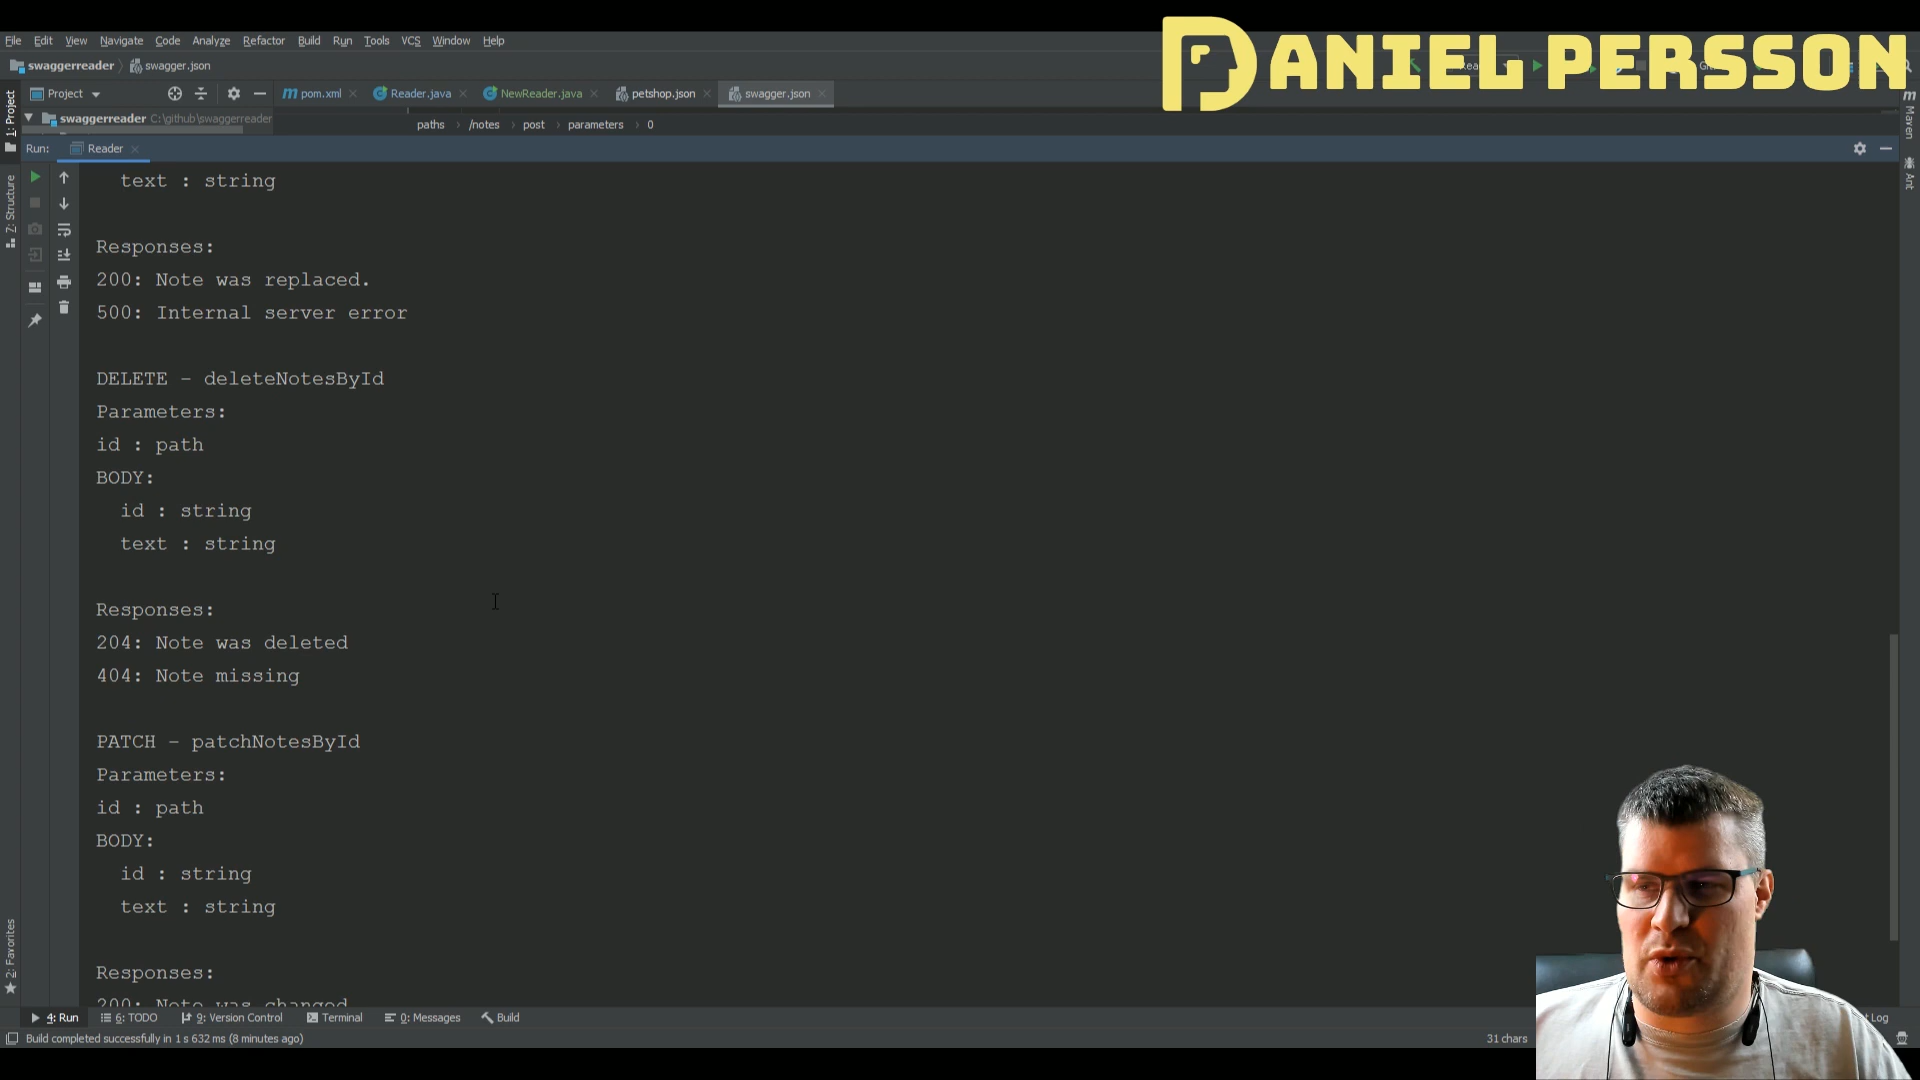 DANIEL PERSSON
File Edit View Navigate Code Analyze Refactor Build Run Tools VCS Window Help
swaggerreader swagger.json
Project
pom.xml Reader.java NewReader.java petshop.json swagger.json
1: Project
Maven
swaggerreader C:\github\swaggerreader
paths /notes post parameters 0
Run: Reader
Ant
Z: Structure
text : string
Responses:
200: Note was replaced.
500: Internal server error
DELETE - deleteNotesById
Parameters:
id : path
BODY:
id : string
text : string
Responses:
204: Note was deleted
404: Note missing
PATCH - patchNotesById
Parameters:
id : path
BODY:
id : string
text : string
Responses:
200: Note was changed
2: Favorites
4: Run 6: TODO 9: Version Control Terminal 0: Messages Build
Log
Build completed successfully in 1 s 632 ms (8 minutes ago)
31 chars